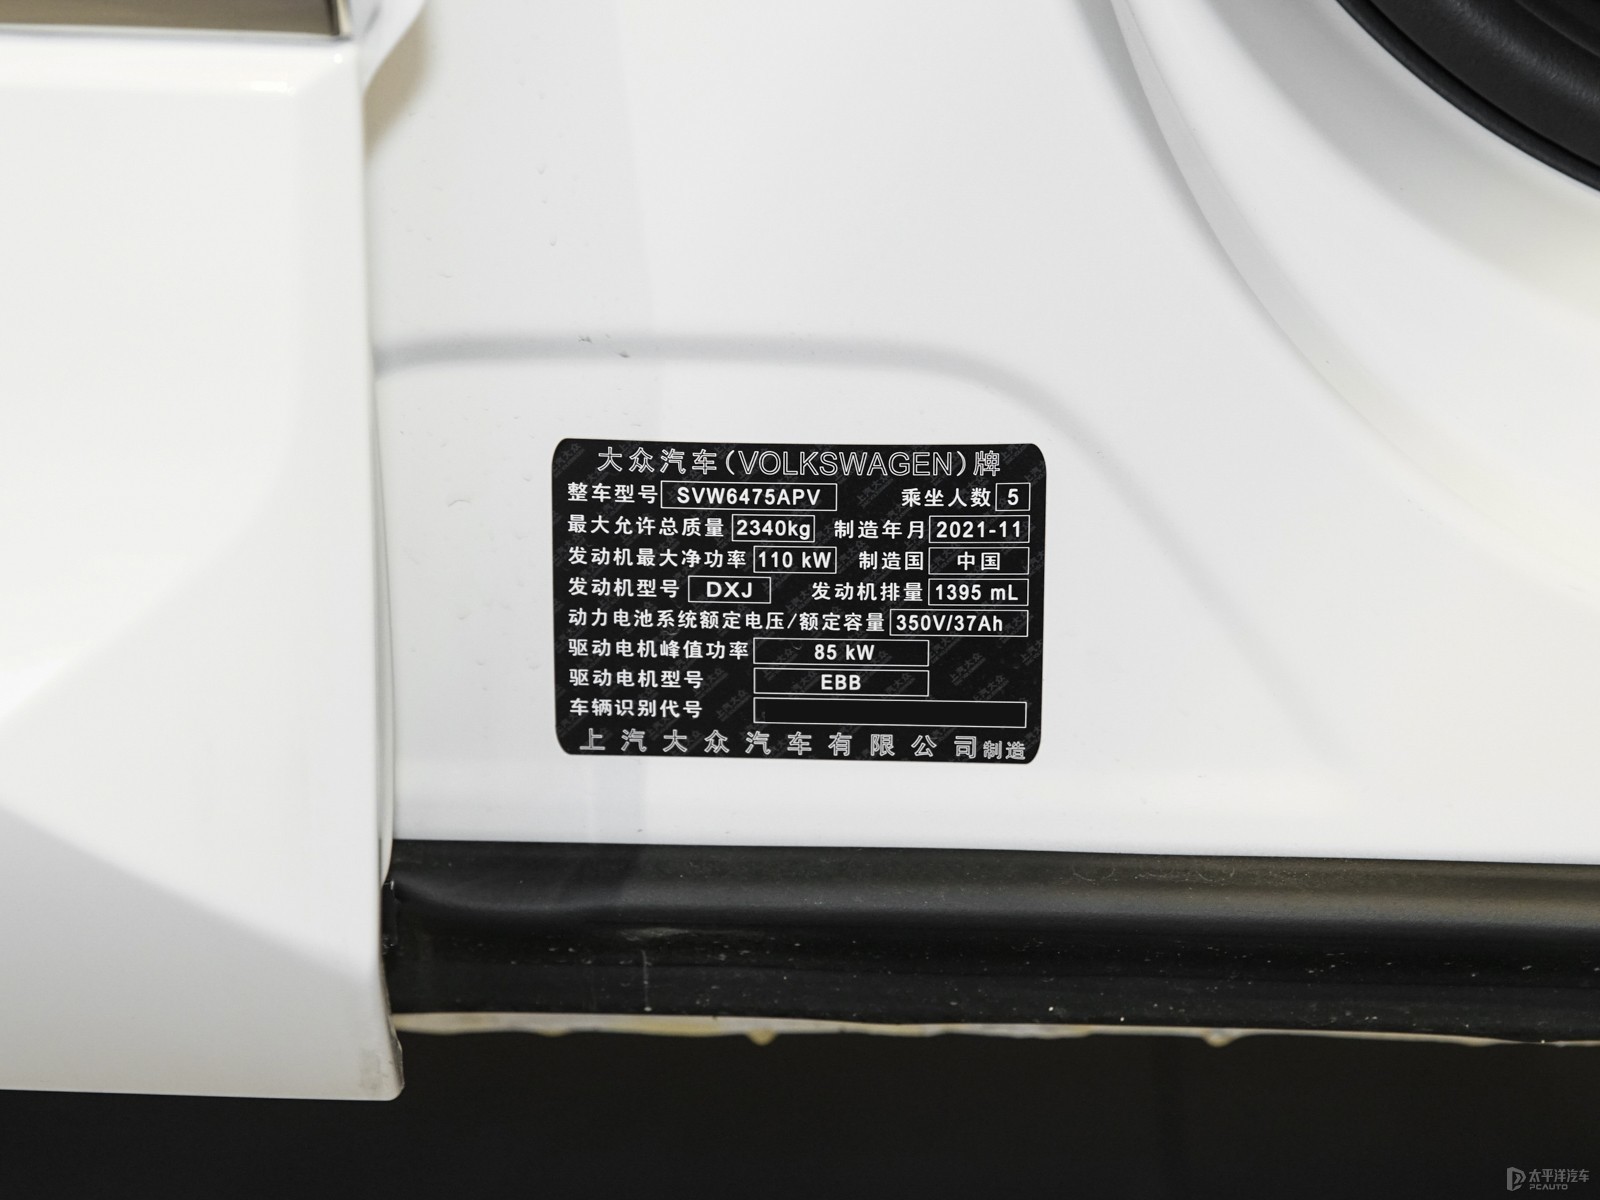 大众汽车(VOLKSWAGEN)牌
整车型号 SVW6475APV 乘坐人数 5
最大允许总质量 2340kg 制造年月 2021-11
发动机最大净功率 110 kW 制造国 中国
发动机型号 DXJ 发动机排量 1395 mL
动力电池系统额定电压/额定容量 350V/37Ah
驱动电机峰值功率 85 kW
驱动电机型号 EBB
车辆识别代号
上汽大众汽车有限公司制造
太平洋汽车
PCAUTO